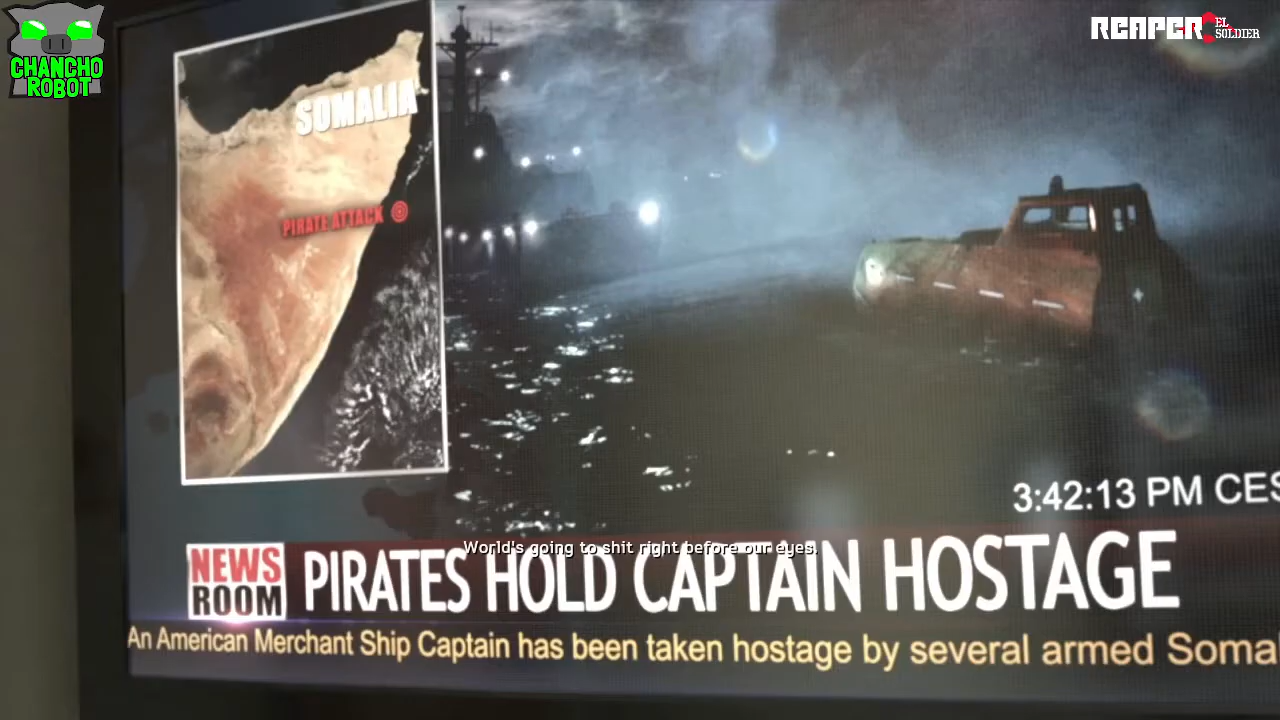 CHANCHO
ROBOT
REAPER
EL
SOLDIER
SOMALIA
PIRATE ATTACK
3:42:13 PM CES
World's going to shit right before our eyes.
NEWS
ROOM
PIRATES HOLD CAPTAIN HOSTAGE
An American Merchant Ship Captain has been taken hostage by several armed Soma